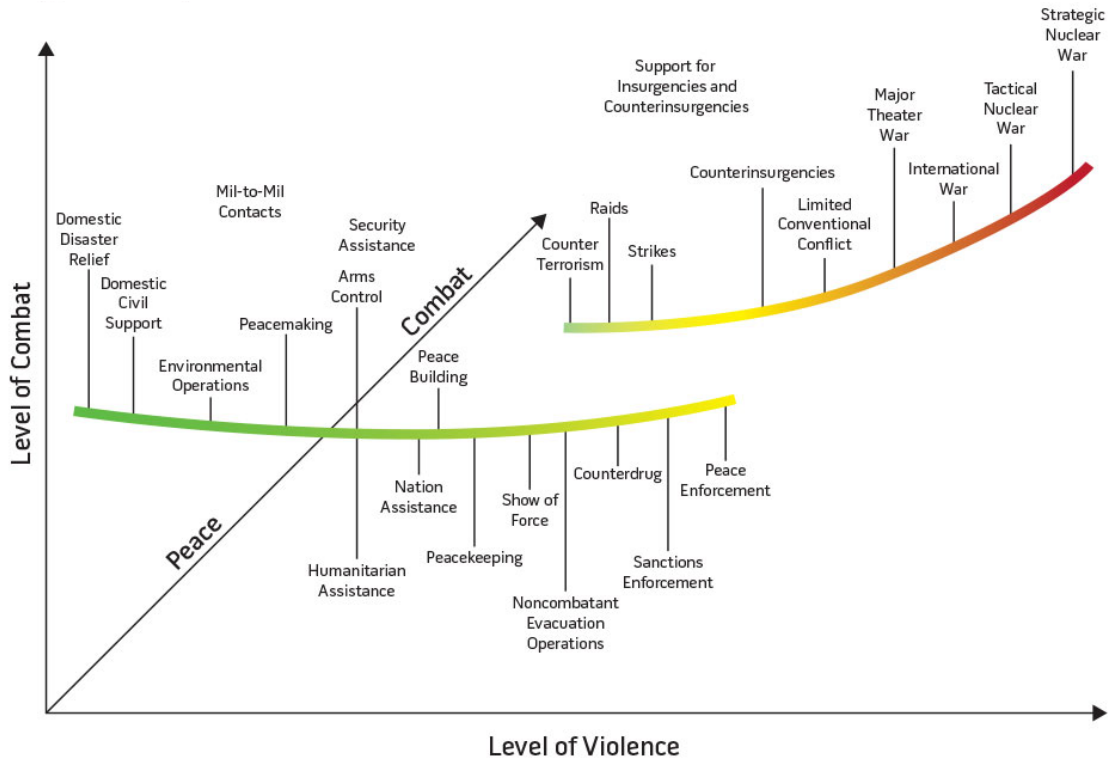 Strategic
Nuclear
War
Support for
Insurgencies and
Counterinsurgencies
Tactical
Nuclear
War
Major
Theater
War
Counterinsurgencies
International
War
Mil-to-Mil
Contacts
Limited
Conventional
Conflict
Raids
Domestic
Disaster
Relief
Security
Assistance
Counter
Terrorism
Strikes
Arms
Control
Domestic
Civil
Support
Combat
Peacemaking
Peace
Building
Environmental
Operations
Level of Combat
Peace
Nation
Assistance
Counterdrug
Peace
Enforcement
Show of
Force
Peacekeeping
Humanitarian
Assistance
Sanctions
Enforcement
Noncombatant
Evacuation
Operations
Level of Violence